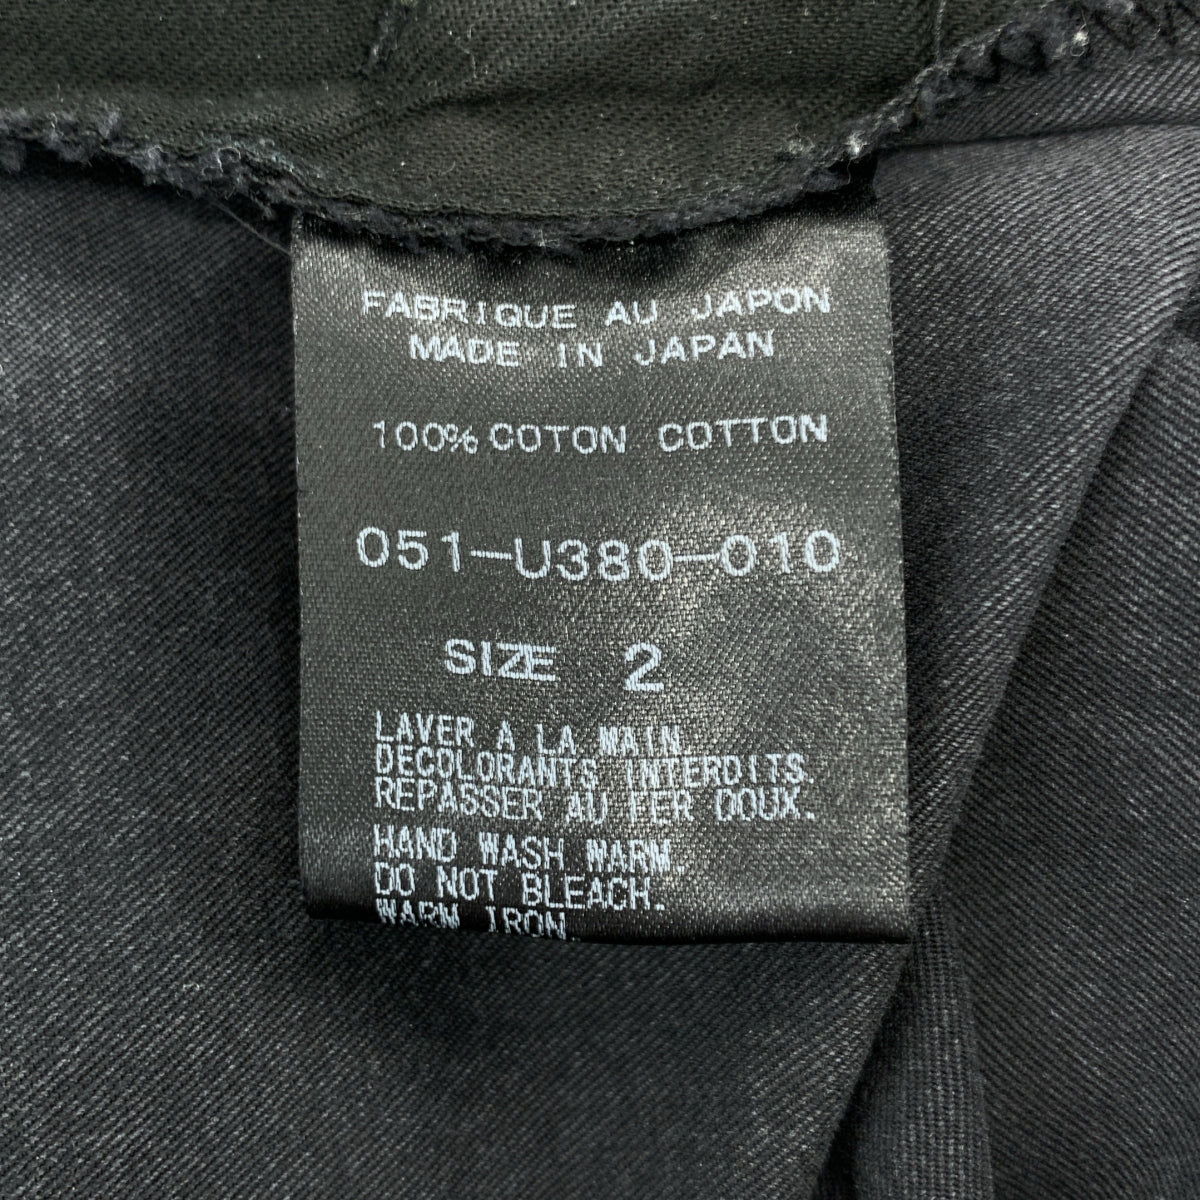 FABRIQUE AU JAPON
MADE IN JAPAN
100% COTON COTTON
051-U380-010
SIZE 2
LAVER A LA MAIN.
DECOLORANTS INTERDITS.
REPASSER AU FER DOUX.
HAND WASH WARM.
DO NOT BLEACH.
WARM IRON.